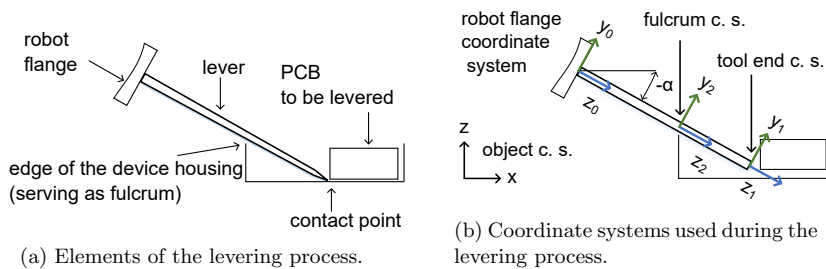 robot
flange
lever
PCB
to be levered
edge of the device housing
(serving as fulcrum)
contact point
(a) Elements of the levering process.
robot flange
coordinate
system
y0
fulcrum c. s.
tool end c. s.
-α
z0
y2
y1
z
object c. s.
x
z2
z1
(b) Coordinate systems used during the
levering process.